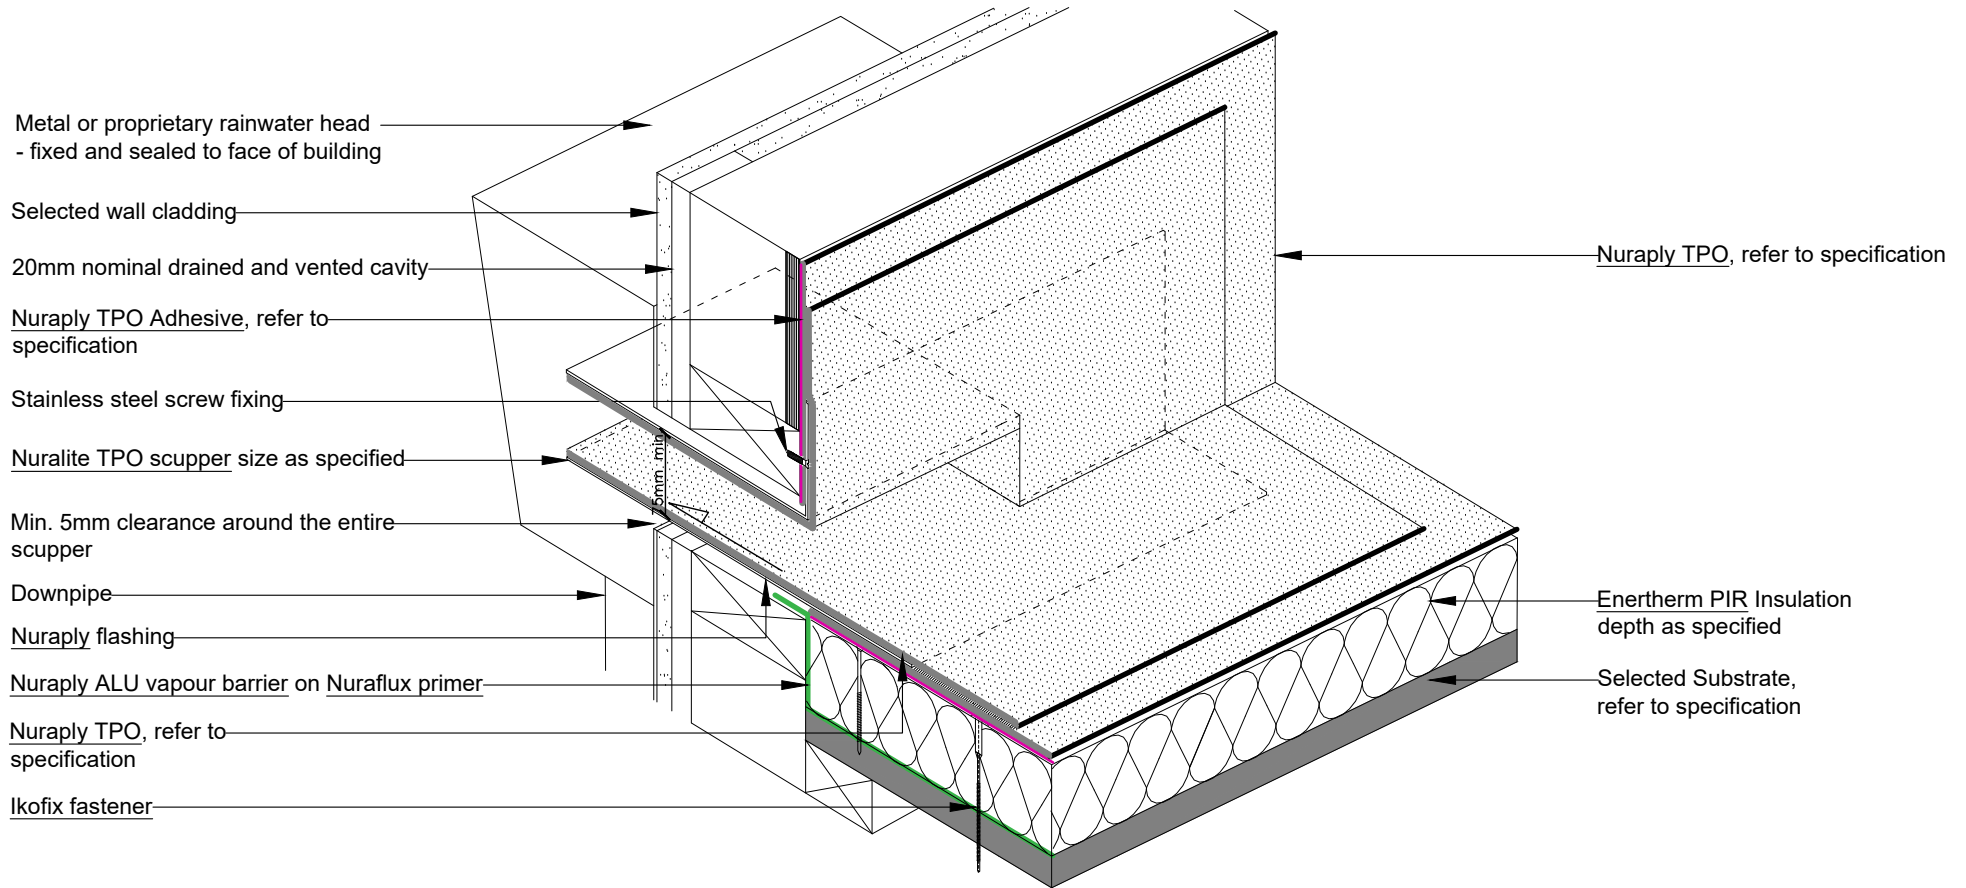 Metal or proprietary rainwater head
- fixed and sealed to face of building
Selected wall cladding
20mm nominal drained and vented cavity
Nuraply TPO Adhesive, refer to
specification
Stainless steel screw fixing
Nuralite TPO scupper size as specified
Min. 5mm clearance around the entire
scupper
Downpipe
Nuraply flashing
Nuraply ALU vapour barrier on Nuraflux primer
Nuraply TPO, refer to
specification
Ikofix fastener
75mm min
Nuraply TPO, refer to specification
Enertherm PIR Insulation
depth as specified
Selected Substrate,
refer to specification